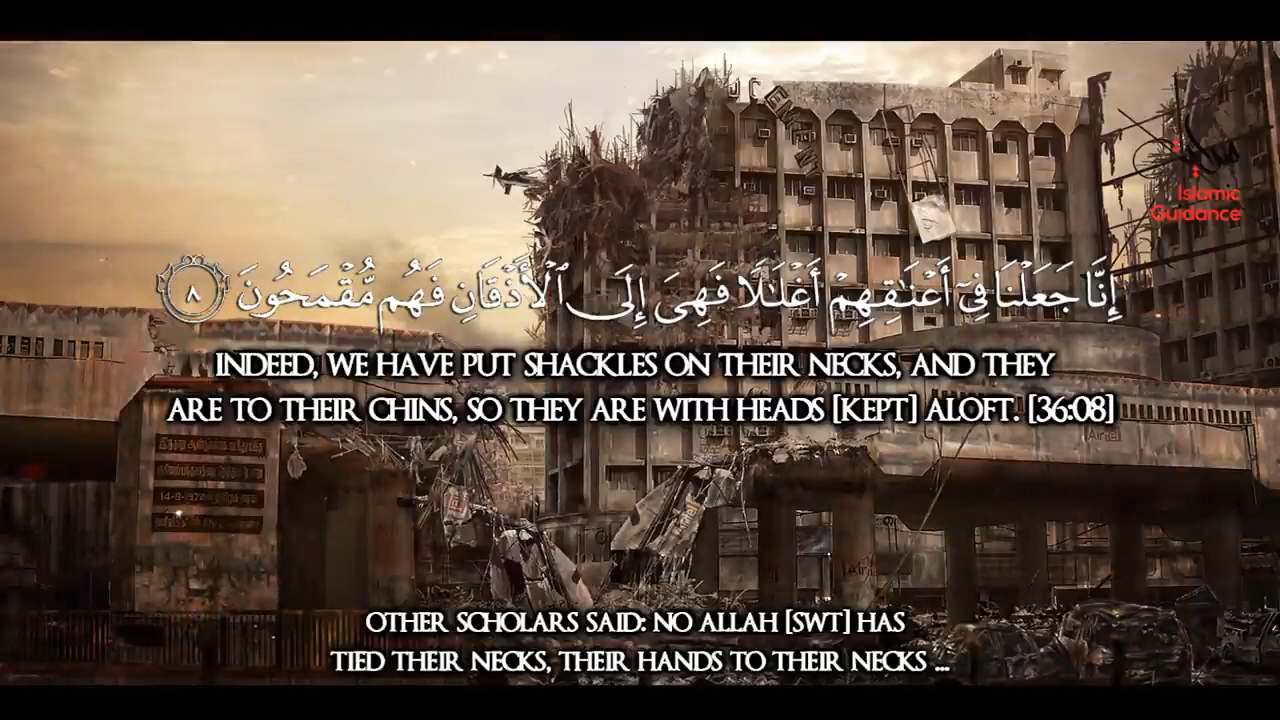 Islamic
Guidance
إِنَّا جَعَلْنَا فِىٓ أَعْنَـٰقِهِمْ أَغْلَـٰلًا فَهِىَ إِلَى ٱلْأَذْقَانِ فَهُم مُّقْمَحُونَ ٨
INDEED, WE HAVE PUT SHACKLES ON THEIR NECKS, AND THEY
ARE TO THEIR CHINS, SO THEY ARE WITH HEADS [KEPT] ALOFT. [36:08]
Airtel
Airtel
OTHER SCHOLARS SAID: NO ALLAH [SWT] HAS
TIED THEIR NECKS, THEIR HANDS TO THEIR NECKS ...